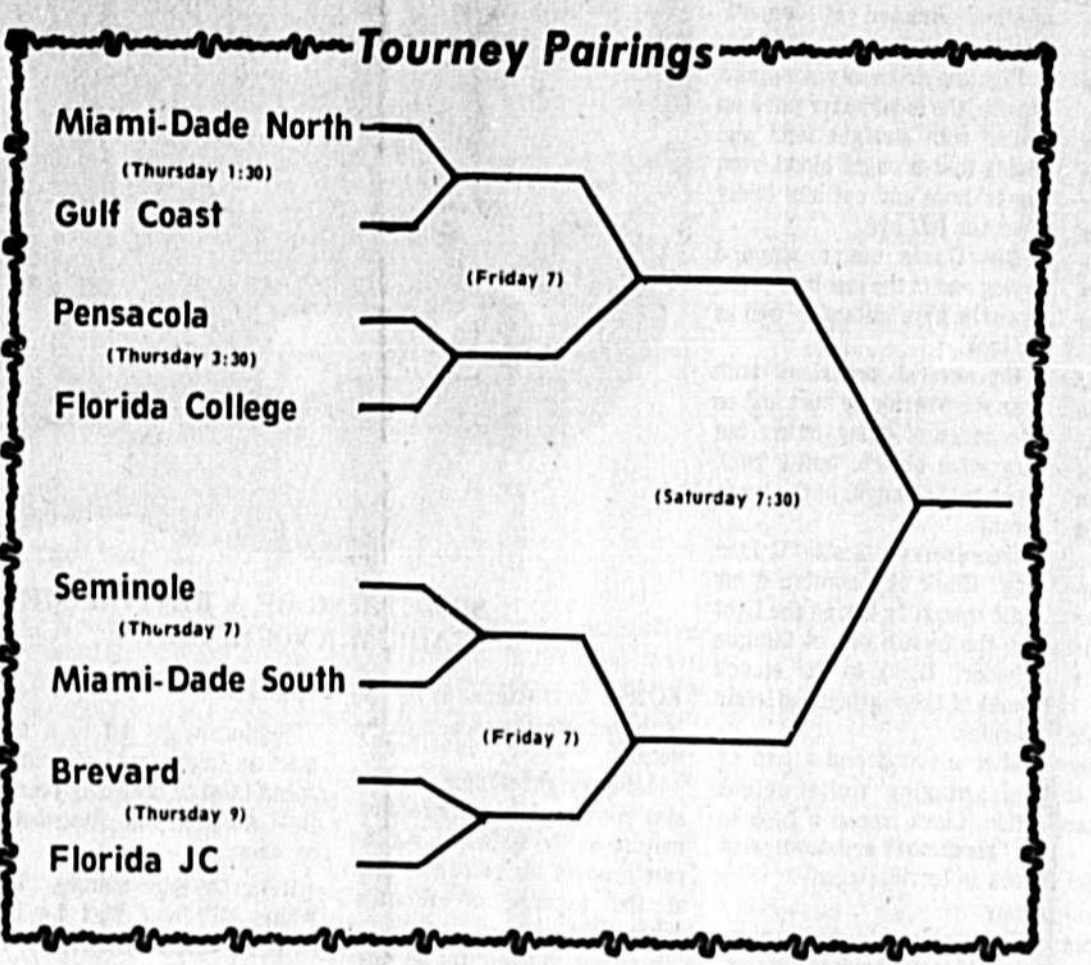 Tourney Pairings
Miami-Dade North
(Thursday 1:30)
Gulf Coast
(Friday 7)
Pensacola
(Thursday 3:30)
Florida College
(Saturday 7:30)
Seminole
(Thursday 7)
Miami-Dade South
(Friday 7)
Brevard
(Thursday 9)
Florida JC